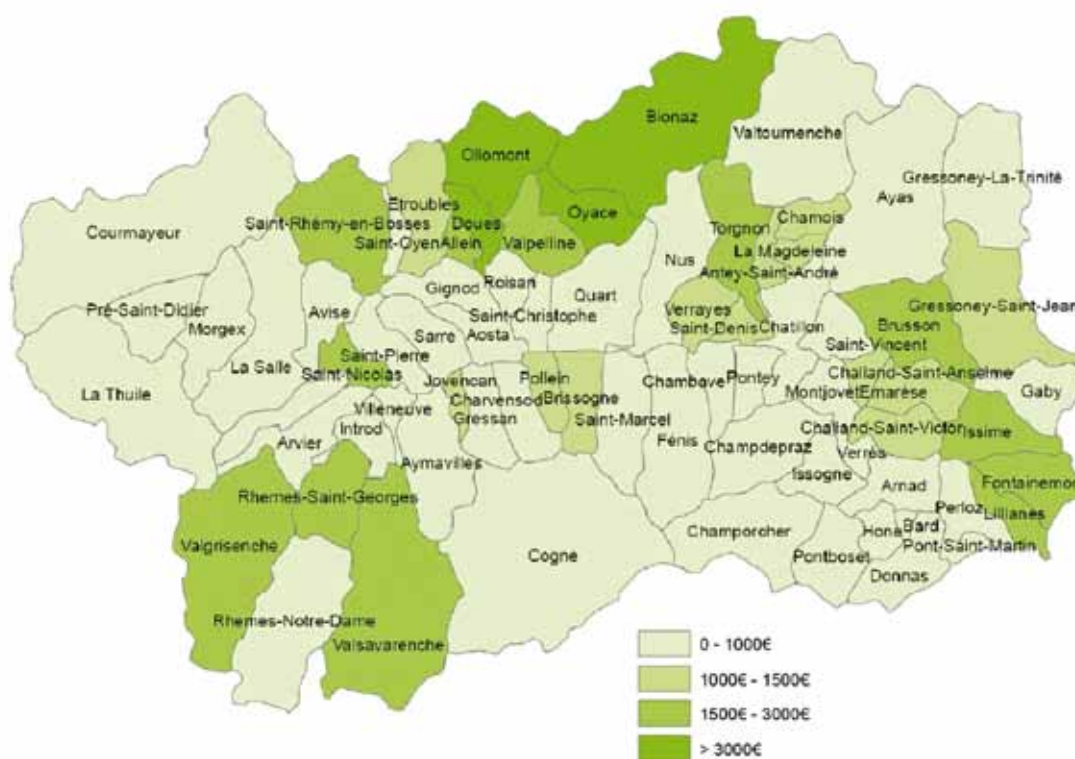 Bionaz
Valtournenche
Ollomont
Gressoney-La-Trinité
Etroubles
Ayas
Saint-Rhémy-en-Bosses
Doues
Oyace
Chamois
Courmayeur
Torgnon
Saint-Oyen
Allein
Valpelline
La Magdeleine
Nus
Antey-Saint-André
Roisan
Gignod
Quart
Pré-Saint-Didier
Gressoney-Saint-Jean
Avise
Saint-Christophe
Verrayes
Morgex
Brusson
Sarre
Aosta
Saint-Denis
Chatillon
Saint-Vincent
Saint-Pierre
La Salle
Saint-Nicolas
Jovencan
Pollein
Chambave
Pontey
Challand-Saint-Anselme
La Thuile
Charvensod
Brissogne
Montjovet
Emarese
Gaby
Villeneuve
Gressan
Saint-Marcel
Introd
Challand-Saint-Victor
Issime
Arvier
Fénis
Champdepraz
Verrès
Aymavilles
Issogne
Arnad
Fontainemor
Rhemes-Saint-Georges
Perloz
Lillianes
Champorcher
Hone
Bard
Valgrisenche
Cogne
Pontboset
Pont-Saint-Martin
Donnas
Rhemes-Notre-Dame
Valsavarenche
0 - 1000€
1000€ - 1500€
1500€ - 3000€
> 3000€